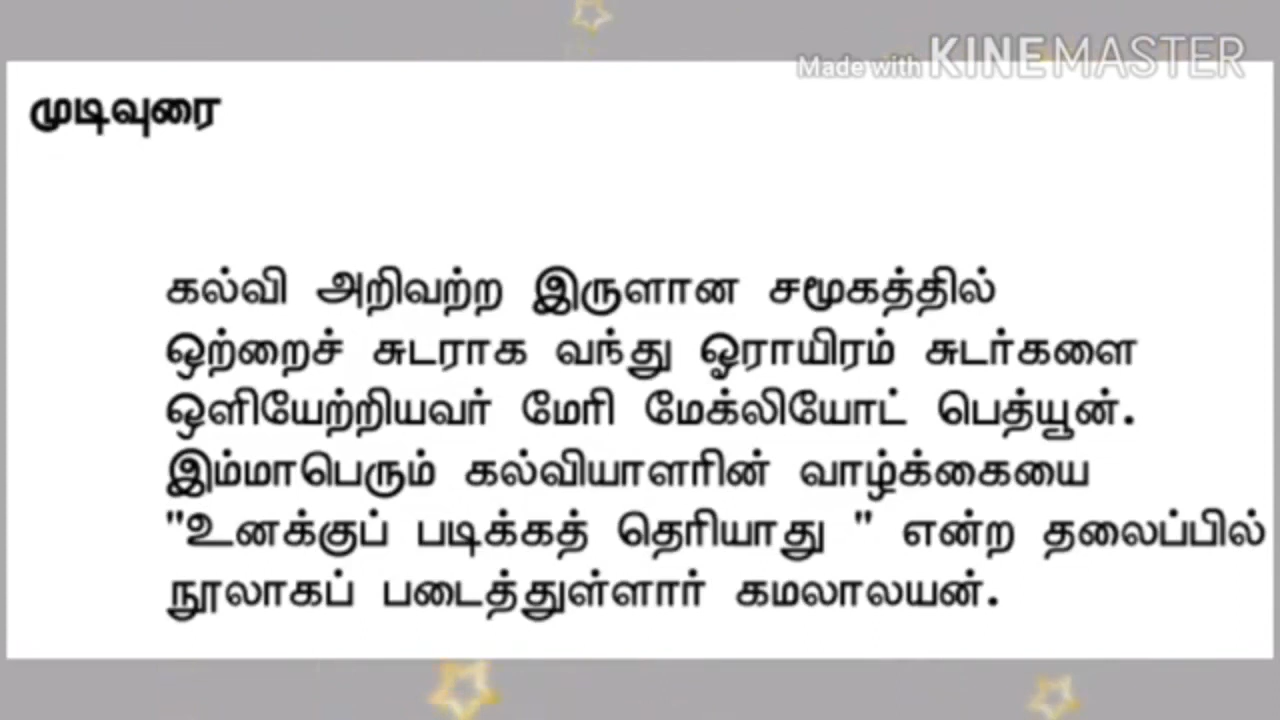 Made with KINEMASTER
முடிவுரை
கல்வி அறிவற்ற இருளான சமூகத்தில்
ஒற்றைச் சுடராக வந்து ஓராயிரம் சுடர்களை
ஒளியேற்றியவர் மேரி மேக்லியோட் பெத்யூன்.
இம்மாபெரும் கல்வியாளரின் வாழ்க்கையை
"உனக்குப் படிக்கத் தெரியாது " என்ற தலைப்பில்
நூலாகப் படைத்துள்ளார் கமலாலயன்.